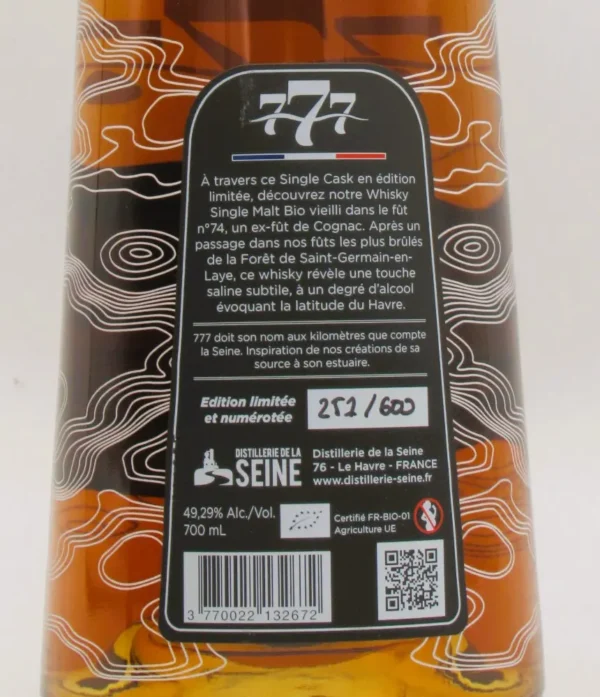 777
À travers ce Single Cask en édition
limitée, découvrez notre Whisky
Single Malt Bio vieilli dans le fût
n°74, un ex-fût de Cognac. Après un
passage dans nos fûts les plus brûlés
de la Forêt de Saint-Germain-en-
Laye, ce whisky révèle une touche
saline subtile, à un degré d'alcool
évoquant la latitude du Havre.
777 doit son nom aux kilomètres que compte
la Seine. Inspiration de nos créations de sa
source à son estuaire.
Edition limitée
et numérotée
251/600
DISTILLERIE DE LA
SEINE
Distillerie de la Seine
76 - Le Havre - FRANCE
www.distillerie-seine.fr
49,29% Alc./Vol.
700 mL
Certifié FR-BIO-01
Agriculture UE
3 770022 132672